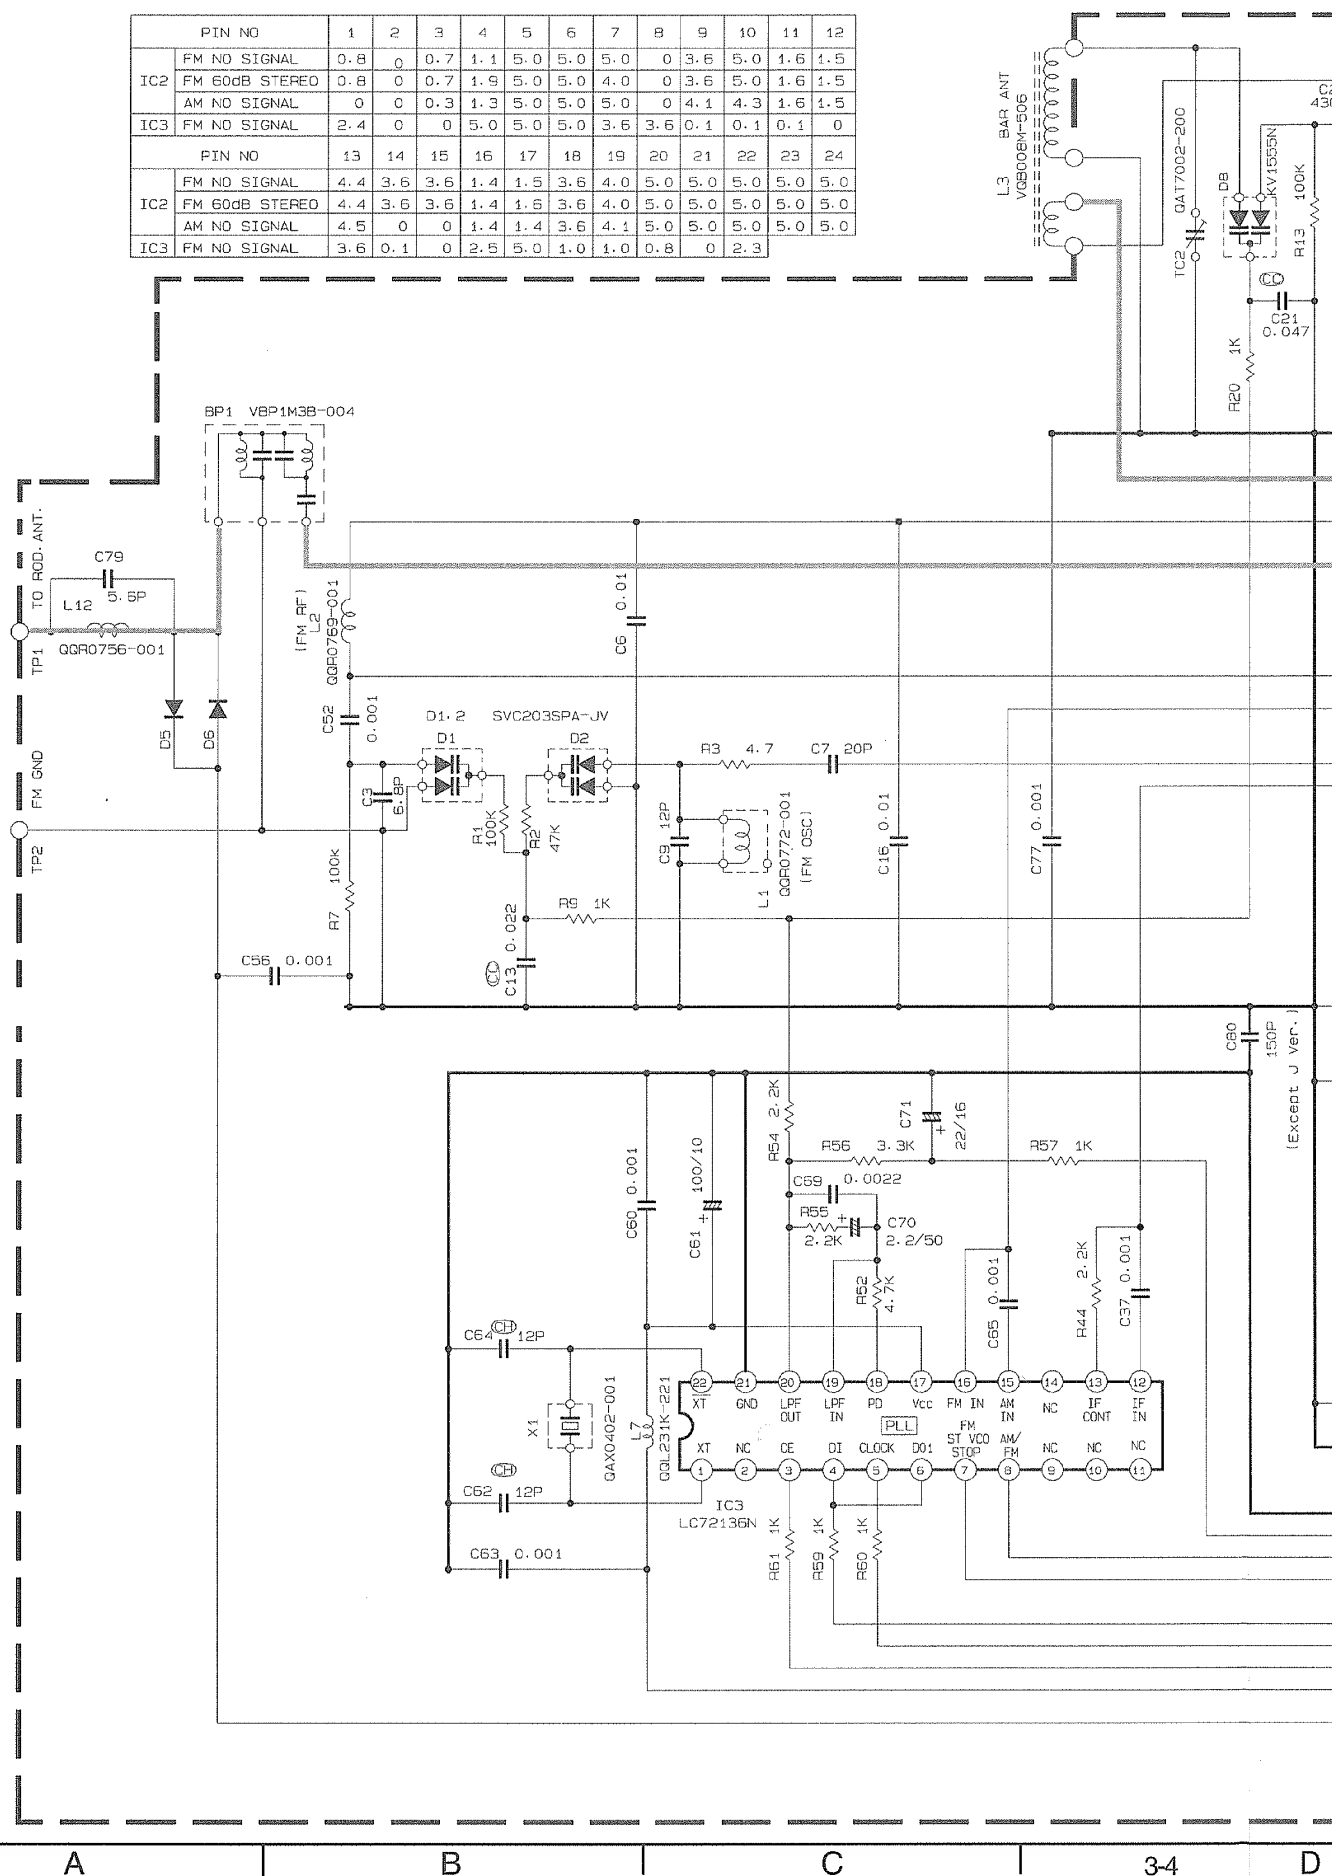 PIN NO 1 2 3 4 5 6 7 8 9 10 11 12
IC2 FM NO SIGNAL 0.8 0 0.7 1.1 5.0 5.0 5.0 0 3.6 5.0 1.6 1.5
FM 60dB STEREO 0.8 0 0.7 1.9 5.0 5.0 4.0 0 3.6 5.0 1.6 1.5
AM NO SIGNAL 0 0 0.3 1.3 5.0 5.0 5.0 0 4.1 4.3 1.6 1.5
IC3 FM NO SIGNAL 2.4 0 0 5.0 5.0 5.0 3.6 3.6 0.1 0.1 0.1 0
PIN NO 13 14 15 16 17 18 19 20 21 22 23 24
IC2 FM NO SIGNAL 4.4 3.6 3.6 1.4 1.5 3.6 4.0 5.0 5.0 5.0 5.0 5.0
FM 60dB STEREO 4.4 3.6 3.6 1.4 1.6 3.6 4.0 5.0 5.0 5.0 5.0 5.0
AM NO SIGNAL 4.5 0 0 1.4 1.4 3.6 4.1 5.0 5.0 5.0 5.0 5.0
IC3 FM NO SIGNAL 3.6 0.1 0 2.5 5.0 1.0 1.0 0.8 0 2.3
L3 BAR ANT
VQB008M-506
TC2 QAT7002-200
D8
KV1555N
R13 100K
CC
C21
0.047
R20 1K
BP1 VBP1M3B-004
TO ROD. ANT.
TP1
C79
5.6P
L12
QQR0756-001
D5
D6
FM GND
TP2
(FM RF)
L2
QQR0769-001
C52
0.001
C6 0.01
D1.2 SVC203SPA-JV
D1
D2
C3
6.8P
R1
100K
R2
47K
R3 4.7
C7 20P
C9 12P
L1
QQR0772-001
(FM OSC)
C16 0.01
C77 0.001
R7 100K
R9 1K
CC
C13 0.022
C56 0.001
C80
150P
(Except J Ver.)
R54 2.2K
C71
22/16
+
R56 3.3K
R57 1K
C60 0.001
C61 100/10
+
C69 0.0022
R55
2.2K
+
C70
2.2/50
R52
4.7K
C65 0.001
R44 2.2K
C37 0.001
C64 CH 12P
X1
QAX0402-001
L7
QQL231K-221
C62 CH 12P
C63 0.001
22 21 20 19 18 17 16 15 14 13 12
XT GND LPF OUT LPF IN PD Vcc FM IN AM IN NC IF CONT IF IN
PLL
XT NC CE DI CLOCK DO1 FM ST VCO STOP AM/FM NC NC NC
1 2 3 4 5 6 7 8 9 10 11
IC3
LC72136N
R61 1K
R59 1K
R60 1K
A B C 3-4 D